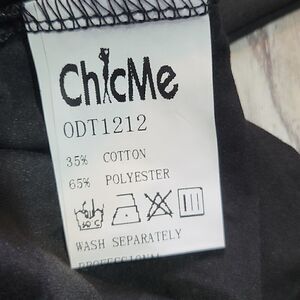 ChicMe
ODT1212
35% COTTON
65% POLYESTER
WASH SEPARATELY